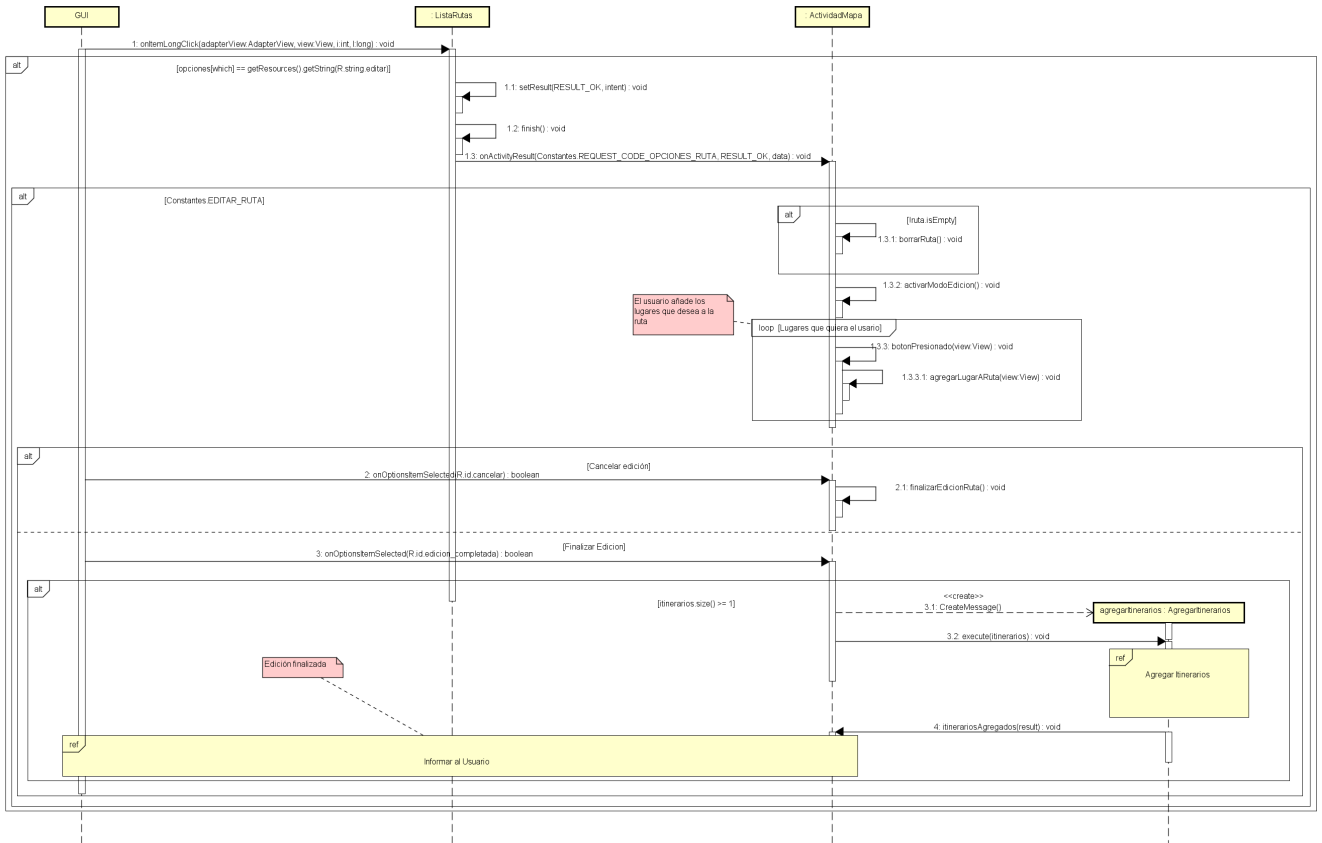 GUI
: ListaRutas
: ActividadMapa
1: onItemLongClick(adapterView:AdapterView, view:View, i:int, l:long) : void
alt
[opciones[which] == getResources().getString(R.string.editar)]
1.1: setResult(RESULT_OK, intent) : void
1.2: finish() : void
1.3: onActivityResult(Constantes.REQUEST_CODE_OPCIONES_RUTA, RESULT_OK, data) : void
alt
[Constantes.EDITAR_RUTA]
alt
[!ruta.isEmpty]
1.3.1: borrarRuta() : void
1.3.2: activarModoEdicion() : void
El usuario añade los
lugares que desea a la
ruta
loop [Lugares que quiera el usario]
1.3.3: botonPresionado(view:View) : void
1.3.3.1: agregarLugarARuta(view:View) : void
alt
[Cancelar edición]
2: onOptionsItemSelected(R.id.cancelar) : boolean
2.1: finalizarEdicionRuta() : void
[Finalizar Edicion]
3: onOptionsItemSelected(R.id.edicion_completada) : boolean
alt
[itinerarios.size() >= 1]
<<create>>
3.1: CreateMessage()
agregarItinerarios : AgregarItinerarios
3.2: execute(itinerarios) : void
ref
Agregar Itinerarios
Edición finalizada
4: itinerariosAgregados(result) : void
ref
Informar al Usuario